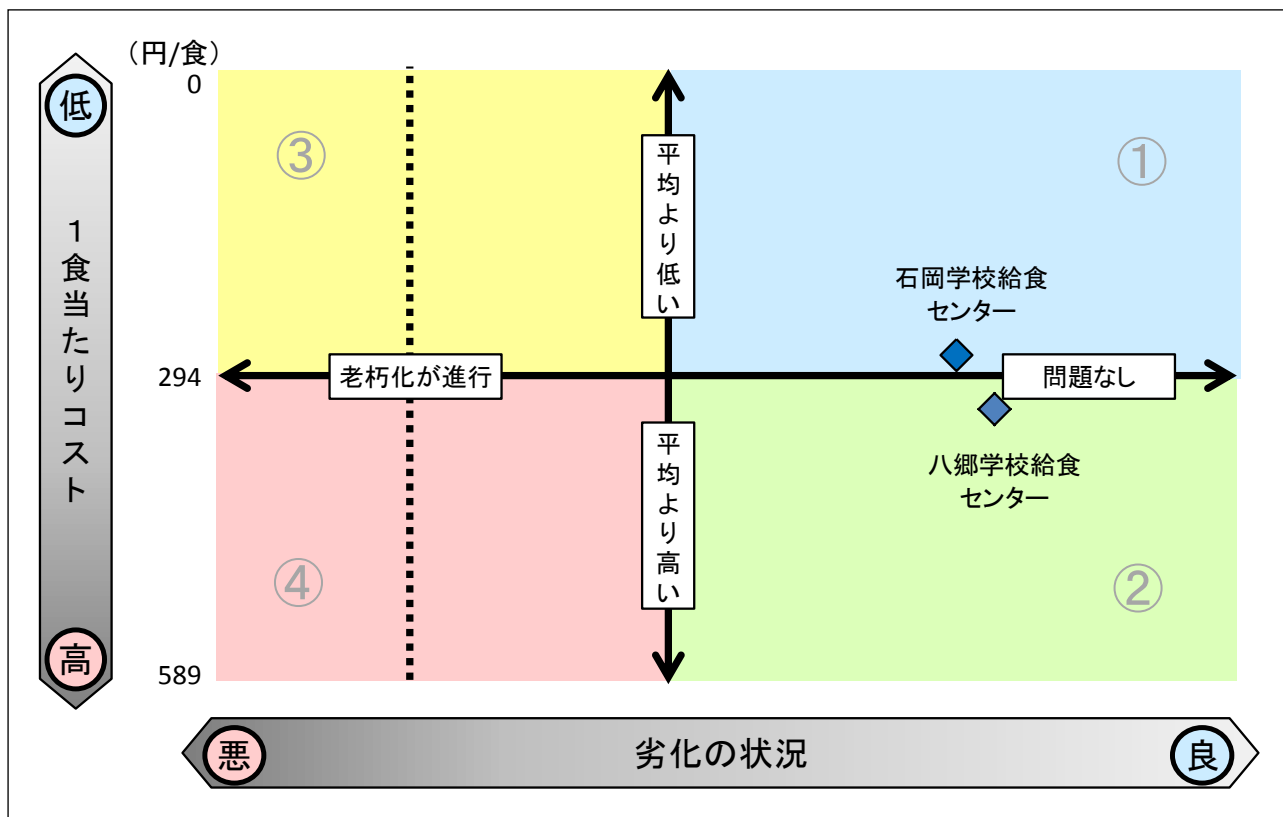 (円/食)
0
低
③
①
平均より低い
1食当たりコスト
石岡学校給食
センター
294
老朽化が進行
問題なし
平均より高い
八郷学校給食
センター
④
②
高
589
悪
劣化の状況
良